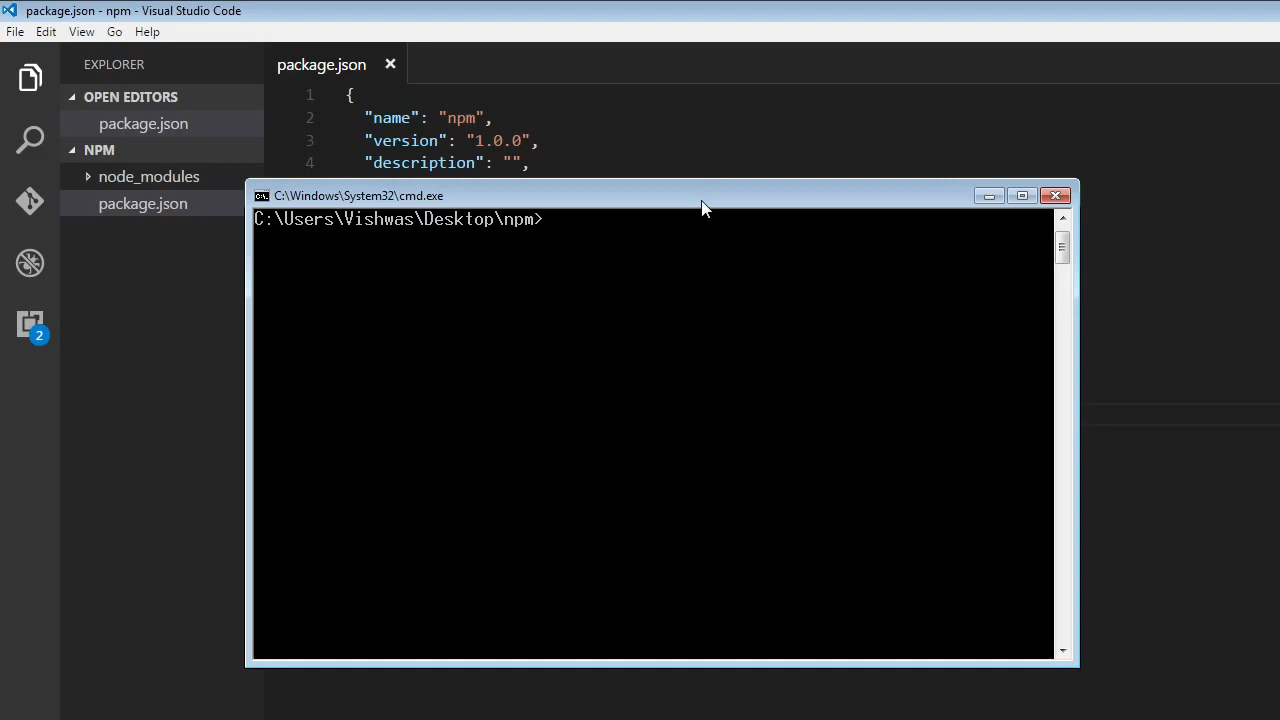 package.json - npm - Visual Studio Code
File Edit View Go Help
EXPLORER
OPEN EDITORS
package.json
NPM
node_modules
package.json
2
package.json
1 {
2 "name": "npm",
3 "version": "1.0.0",
4 "description": "",
C:\Windows\System32\cmd.exe
C:\Users\Vishwas\Desktop\npm>